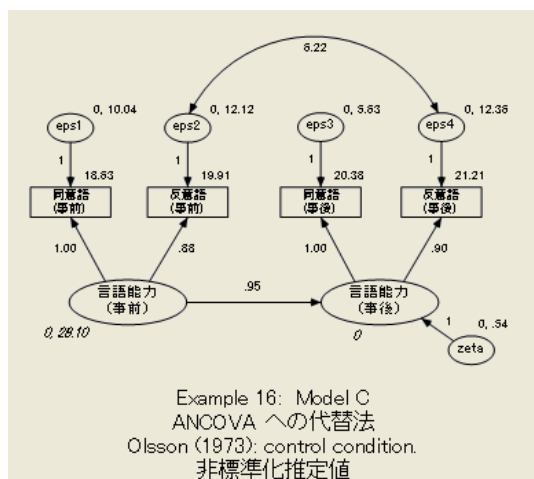 6.22
0, 10.04
0, 12.12
0, 5.63
0, 12.36
eps1
eps2
eps3
eps4
1
1
1
1
18.63
19.91
20.38
21.21
同意語
(事前)
反意語
(事前)
同意語
(事後)
反意語
(事後)
1.00
.88
1.00
.90
言語能力
(事前)
.95
言語能力
(事後)
0, 28.10
0
1
0, .54
zeta
Example 16: Model C
ANCOVA への代替法
Olsson (1973): control condition.
非標準化推定値